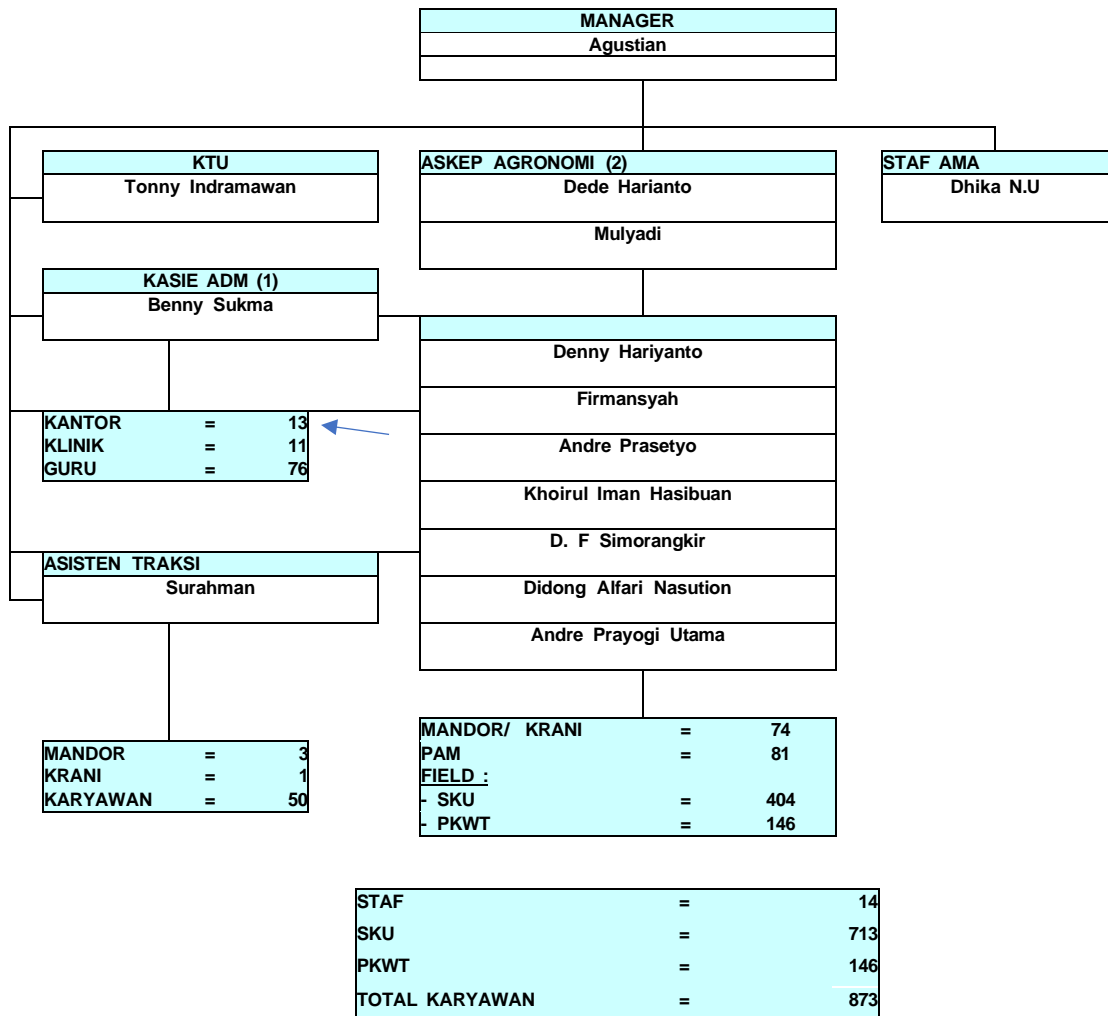 MANAGER
Agustian
KTU
Tonny Indramawan
ASKEP AGRONOMI (2)
Dede Harianto
Mulyadi
STAF AMA
Dhika N.U
KASIE ADM (1)
Benny Sukma
Denny Hariyanto
Firmansyah
Andre Prasetyo
Khoirul Iman Hasibuan
D. F Simorangkir
Didong Alfari Nasution
Andre Prayogi Utama
KANTOR = 13
KLINIK = 11
GURU = 76
ASISTEN TRAKSI
Surahman
MANDOR = 3
KRANI = 1
KARYAWAN = 50
MANDOR/ KRANI = 74
PAM = 81
FIELD :
- SKU = 404
- PKWT = 146
STAF = 14
SKU = 713
PKWT = 146
TOTAL KARYAWAN = 873